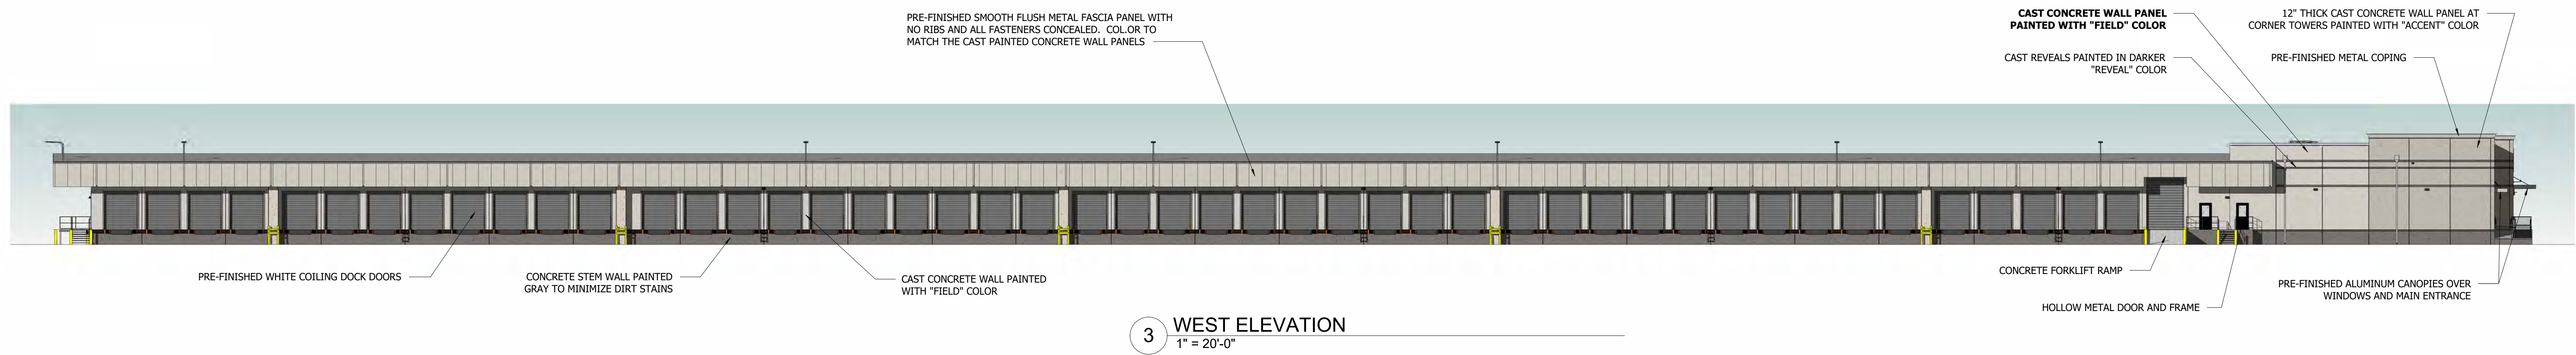 PRE-FINISHED SMOOTH FLUSH METAL FASCIA PANEL WITH
NO RIBS AND ALL FASTENERS CONCEALED. COL.OR TO
MATCH THE CAST PAINTED CONCRETE WALL PANELS
CAST CONCRETE WALL PANEL
PAINTED WITH "FIELD" COLOR
12" THICK CAST CONCRETE WALL PANEL AT
CORNER TOWERS PAINTED WITH "ACCENT" COLOR
CAST REVEALS PAINTED IN DARKER
"REVEAL" COLOR
PRE-FINISHED METAL COPING
PRE-FINISHED WHITE COILING DOCK DOORS
CONCRETE STEM WALL PAINTED
GRAY TO MINIMIZE DIRT STAINS
CAST CONCRETE WALL PAINTED
WITH "FIELD" COLOR
CONCRETE FORKLIFT RAMP
HOLLOW METAL DOOR AND FRAME
PRE-FINISHED ALUMINUM CANOPIES OVER
WINDOWS AND MAIN ENTRANCE
3
WEST ELEVATION
1" = 20'-0"